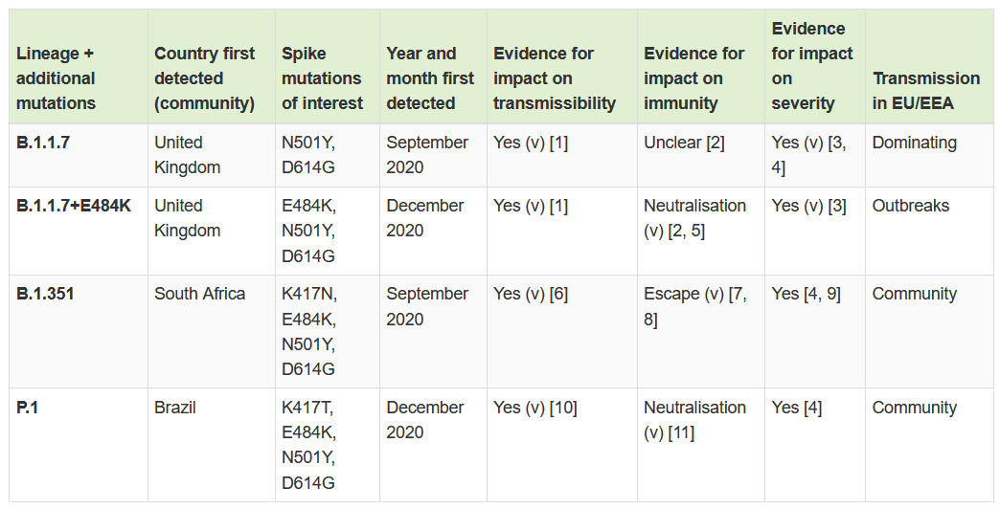 Lineage +
additional
mutations
Country first
detected
(community)
Spike
mutations
of interest
Year and
month first
detected
Evidence for
impact on
transmissibility
Evidence for
impact on
immunity
Evidence
for impact
on
severity
Transmission
in EU/EEA
B.1.1.7
United
Kingdom
N501Y,
D614G
September
2020
Yes (v) [1]
Unclear [2]
Yes (v) [3,
4]
Dominating
B.1.1.7+E484K
United
Kingdom
E484K,
N501Y,
D614G
December
2020
Yes (v) [1]
Neutralisation
(v) [2, 5]
Yes (v) [3]
Outbreaks
B.1.351
South Africa
K417N,
E484K,
N501Y,
D614G
September
2020
Yes (v) [6]
Escape (v) [7,
8]
Yes [4, 9]
Community
P.1
Brazil
K417T,
E484K,
N501Y,
D614G
December
2020
Yes (v) [10]
Neutralisation
(v) [11]
Yes [4]
Community